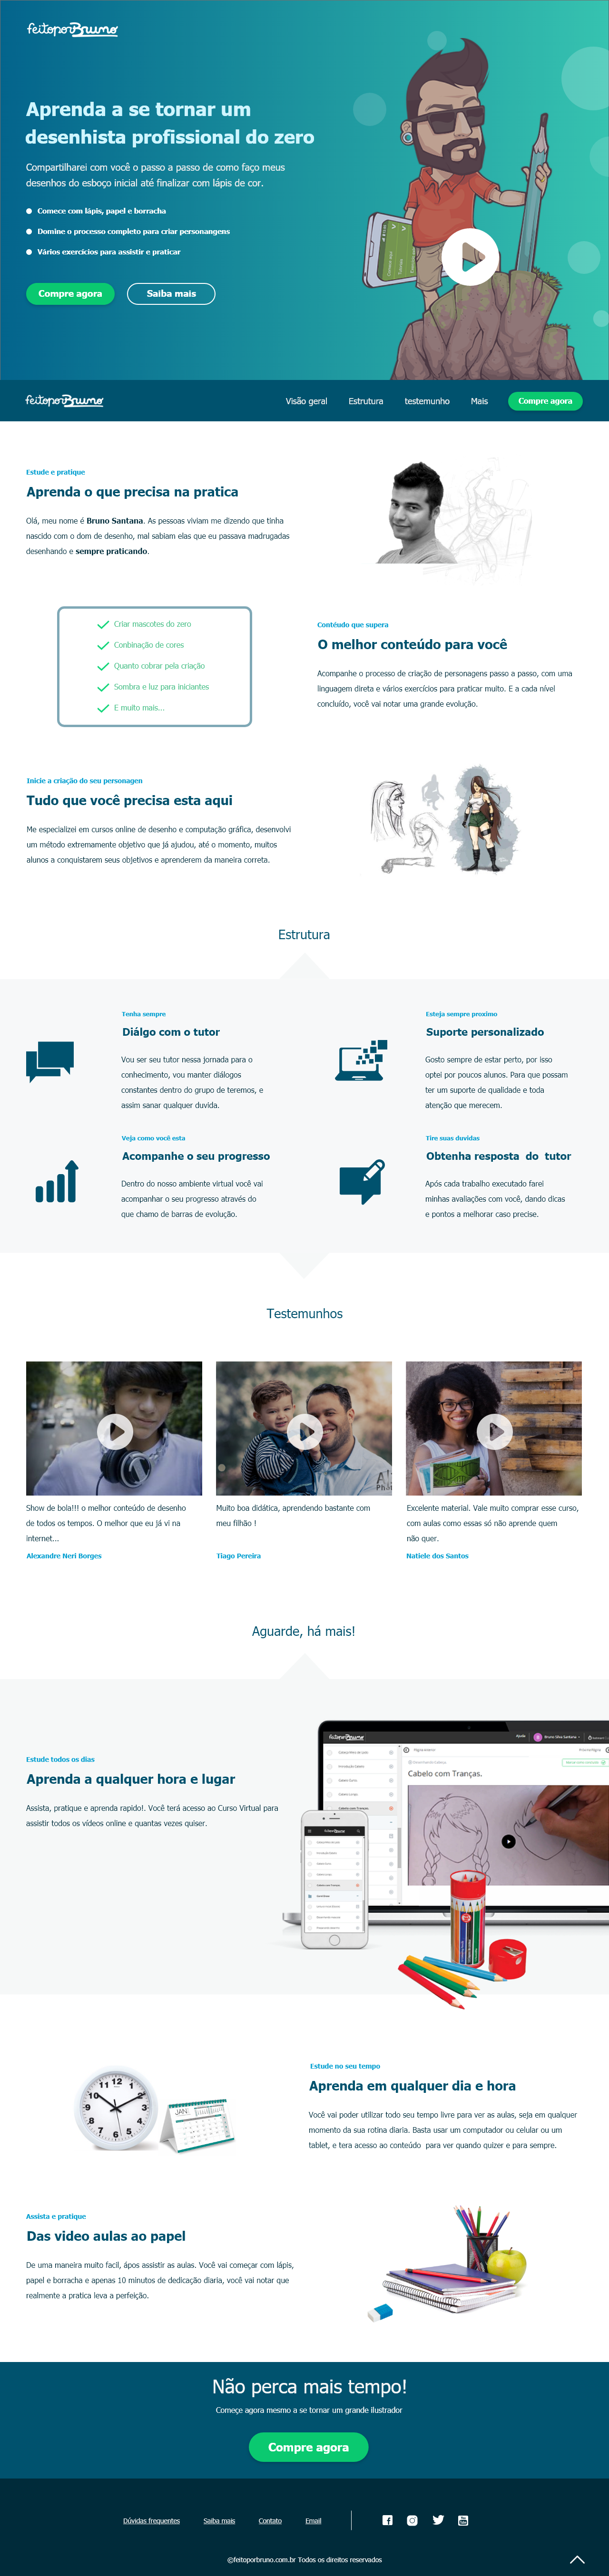 feitoporBruno
Aprenda a se tornar um
desenhista profissional do zero
Compartilharei com você o passo a passo de como faço meus
desenhos do esboço inicial até finalizar com lápis de cor.
Comece com lápis, papel e borracha
Domine o processo completo para criar personangens
Vários exercícios para assistir e praticar
Compre agora
Saiba mais
feitoporBruno
Visão geral
Estrutura
testemunho
Mais
Compre agora
Estude e pratique
Aprenda o que precisa na pratica
Olá, meu nome é Bruno Santana. As pessoas viviam me dizendo que tinha
nascido com o dom de desenho, mal sabiam elas que eu passava madrugadas
desenhando e sempre praticando.
Criar mascotes do zero
Conbinação de cores
Quanto cobrar pela criação
Sombra e luz para iniciantes
E muito mais...
Contéudo que supera
O melhor conteúdo para você
Acompanhe o processo de criação de personagens passo a passo, com uma
linguagem direta e vários exercícios para praticar muito. E a cada nível
concluído, você vai notar uma grande evolução.
Inicie a criação do seu personagen
Tudo que você precisa esta aqui
Me especializei em cursos online de desenho e computação gráfica, desenvolvi
um método extremamente objetivo que já ajudou, até o momento, muitos
alunos a conquistarem seus objetivos e aprenderem da maneira correta.
Estrutura
Tenha sempre
Diálgo com o tutor
Vou ser seu tutor nessa jornada para o
conhecimento, vou manter diálogos
constantes dentro do grupo de teremos, e
assim sanar qualquer duvida.
Esteja sempre proximo
Suporte personalizado
Gosto sempre de estar perto, por isso
optei por poucos alunos. Para que possam
ter um suporte de qualidade e toda
atenção que merecem.
Veja como você esta
Acompanhe o seu progresso
Dentro do nosso ambiente virtual você vai
acompanhar o seu progresso através do
que chamo de barras de evolução.
Tire suas duvidas
Obtenha resposta do tutor
Após cada trabalho executado farei
minhas avaliações com você, dando dicas
e pontos a melhorar caso precise.
Testemunhos
Show de bola!!! o melhor conteúdo de desenho
de todos os tempos. O melhor que eu já vi na
internet...
Alexandre Neri Borges
Muito boa didática, aprendendo bastante com
meu filhão !
Tiago Pereira
Excelente material. Vale muito comprar esse curso,
com aulas como essas só não aprende quem
não quer.
Natiele dos Santos
Aguarde, há mais!
Estude todos os dias
Aprenda a qualquer hora e lugar
Assista, pratique e aprenda rapido!. Você terá acesso ao Curso Virtual para
assistir todos os vídeos online e quantas vezes quiser.
feitoporBruno
Cabelo com Tranças.
Estude no seu tempo
Aprenda em qualquer dia e hora
Você vai poder utilizar todo seu tempo livre para ver as aulas, seja em qualquer
momento da sua rotina diaria. Basta usar um computador ou celular ou um
tablet, e tera acesso ao conteúdo para ver quando quizer e para sempre.
JAN
Assista e pratique
Das video aulas ao papel
De uma maneira muito facil, ápos assistir as aulas. Você vai começar com lápis,
papel e borracha e apenas 10 minutos de dedicação diaria, você vai notar que
realmente a pratica leva a perfeição.
Não perca mais tempo!
Começe agora mesmo a se tornar um grande ilustrador
Compre agora
Dúvidas frequentes
Saiba mais
Contato
Email
©feitoporbruno.com.br Todos os direitos reservados